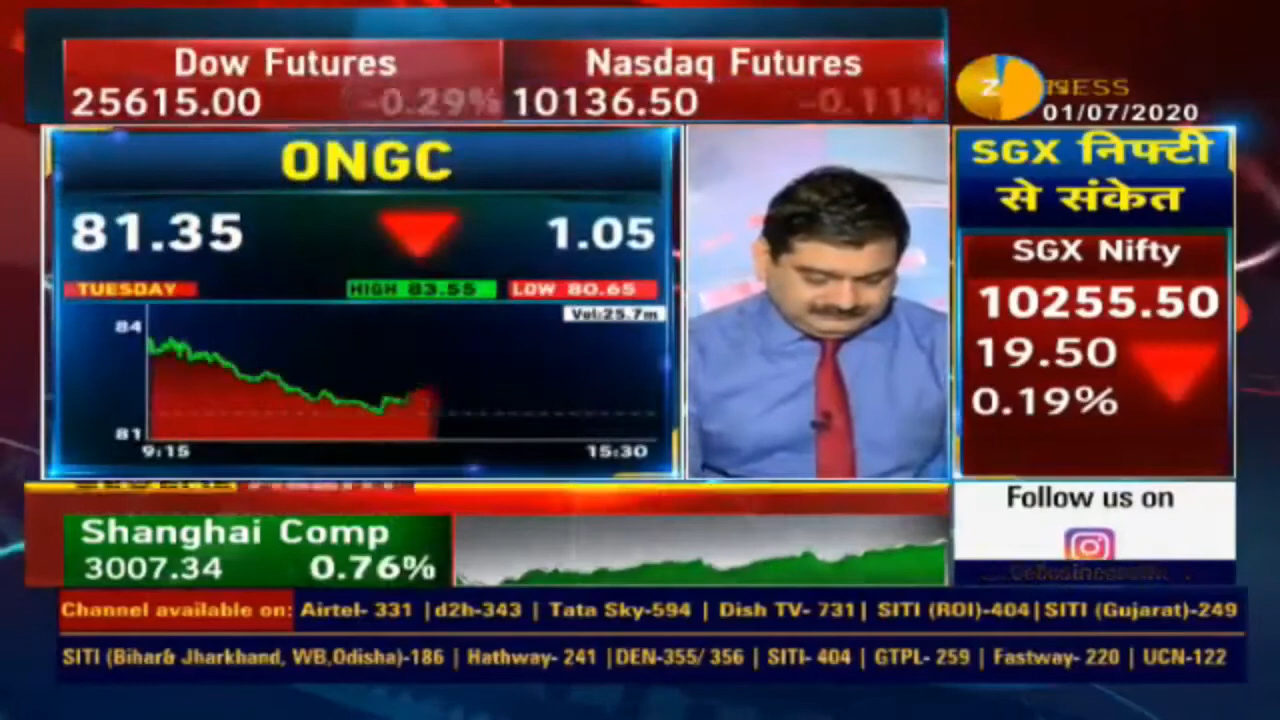 Dow Futures
25615.00 -0.29%
Nasdaq Futures
10136.50 -0.11%
01/07/2020
ONGC
81.35 1.05
TUESDAY HIGH 83.55 LOW 80.65
Vol:25.7m
84
81
9:15 15:30
SGX निफ्टी
से संकेत
SGX Nifty
10255.50
19.50
0.19%
Shanghai Comp
3007.34 0.76%
Follow us on
Channel available on: Airtel- 331 |d2h-343 | Tata Sky-594 | Dish TV- 731| SITI (ROI)-404| SITI (Gujarat)-249
SITI (Bihar& Jharkhand, WB,Odisha)-186 | Hathway- 241 |DEN-355/ 356 | SITI- 404 | GTPL- 259 | Fastway- 220 | UCN-122